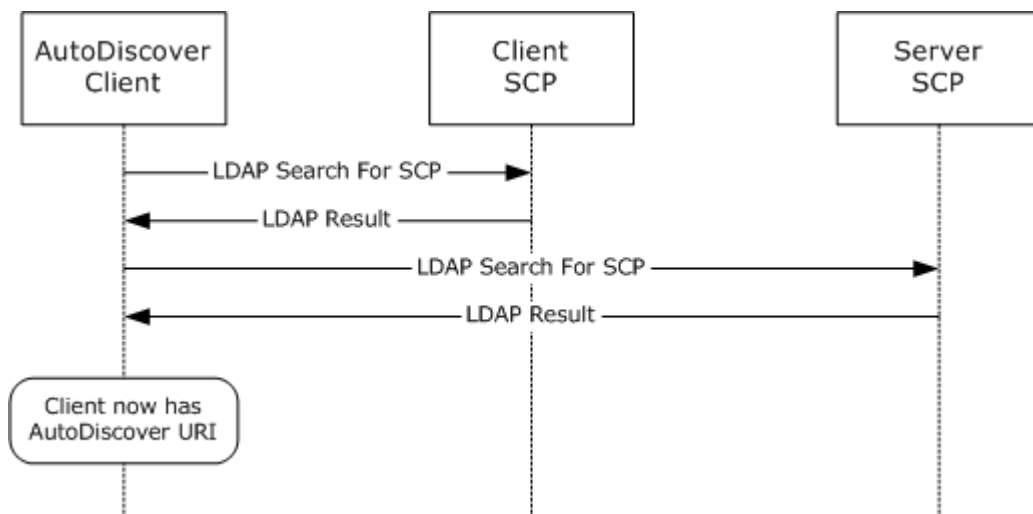 AutoDiscover
Client
Client
SCP
Server
SCP
LDAP Search For SCP
LDAP Result
LDAP Search For SCP
LDAP Result
Client now has
AutoDiscover URI